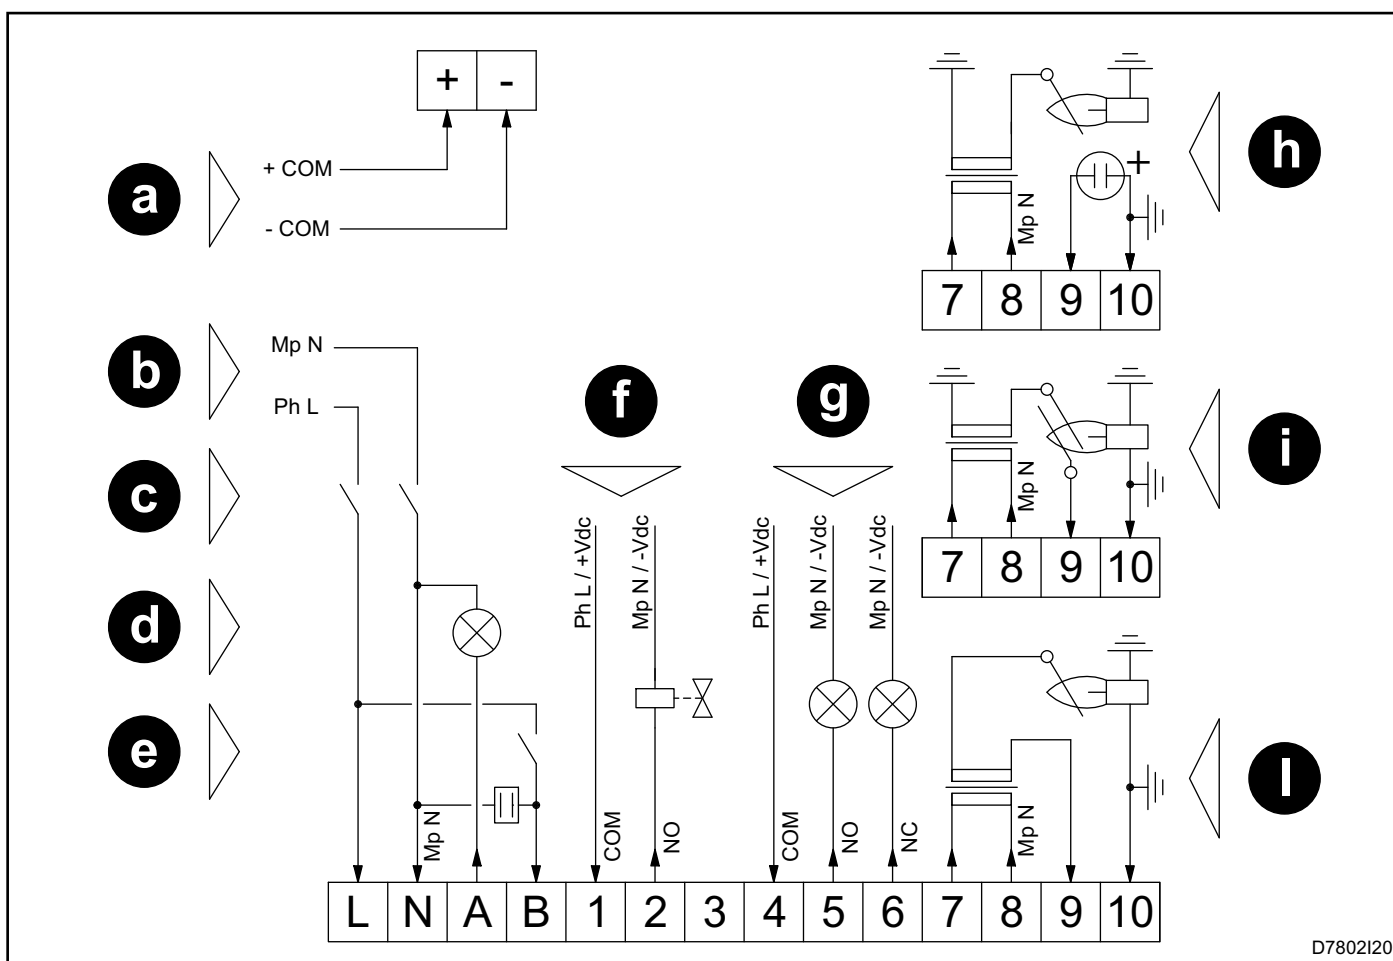 + -
a
+ COM
- COM
h
+
Mp N
7 8 9 10
b
Mp N
Ph L
f
g
i
Mp N
7 8 9 10
c
Ph L / +Vdc
Mp N / -Vdc
Ph L / +Vdc
Mp N / -Vdc
Mp N / -Vdc
d
e
l
Mp N
COM
NO
COM
NO
NC
Mp N
L N A B 1 2 3 4 5 6 7 8 9 10
D7802I20